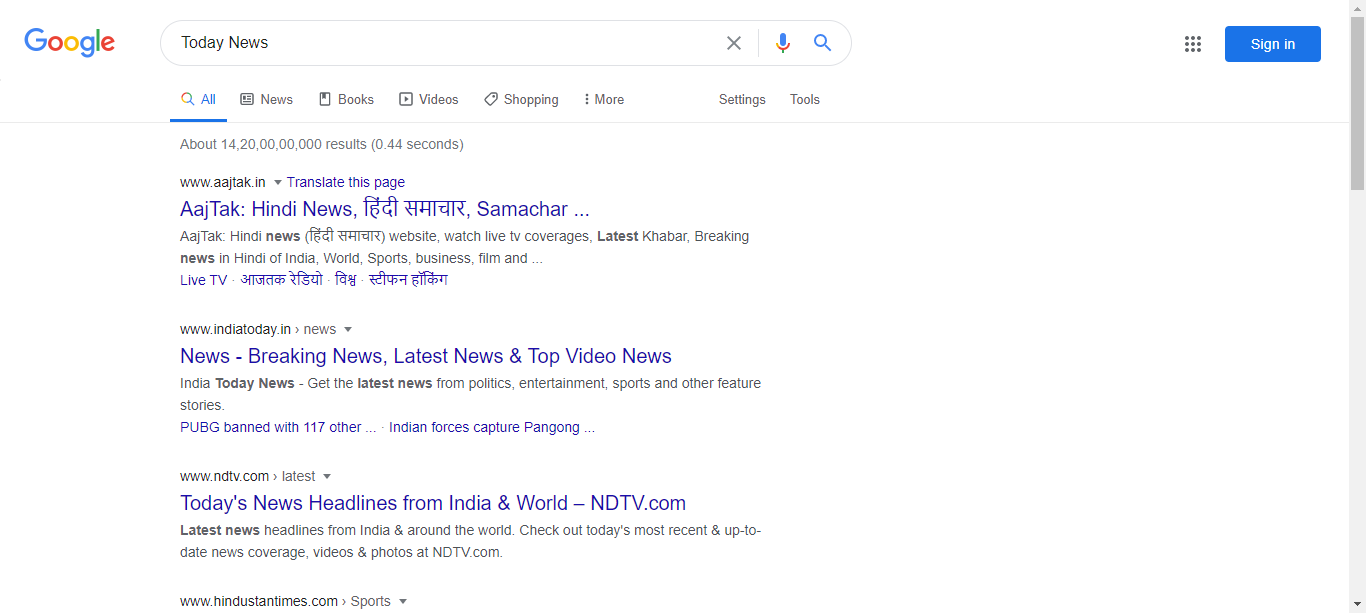 Google
Today News
Sign in
All News Books Videos Shopping More Settings Tools
About 14,20,00,00,000 results (0.44 seconds)
www.aajtak.in Translate this page
AajTak: Hindi News, हिंदी समाचार, Samachar ...
AajTak: Hindi news (हिंदी समाचार) website, watch live tv coverages, Latest Khabar, Breaking
news in Hindi of India, World, Sports, business, film and ...
Live TV · आजतक रेडियो · विश्व · स्टीफन हॉकिंग
www.indiatoday.in › news
News - Breaking News, Latest News & Top Video News
India Today News - Get the latest news from politics, entertainment, sports and other feature
stories.
PUBG banned with 117 other ... · Indian forces capture Pangong ...
www.ndtv.com › latest
Today's News Headlines from India & World – NDTV.com
Latest news headlines from India & around the world. Check out today's most recent & up-to-
date news coverage, videos & photos at NDTV.com.
www.hindustantimes.com › Sports